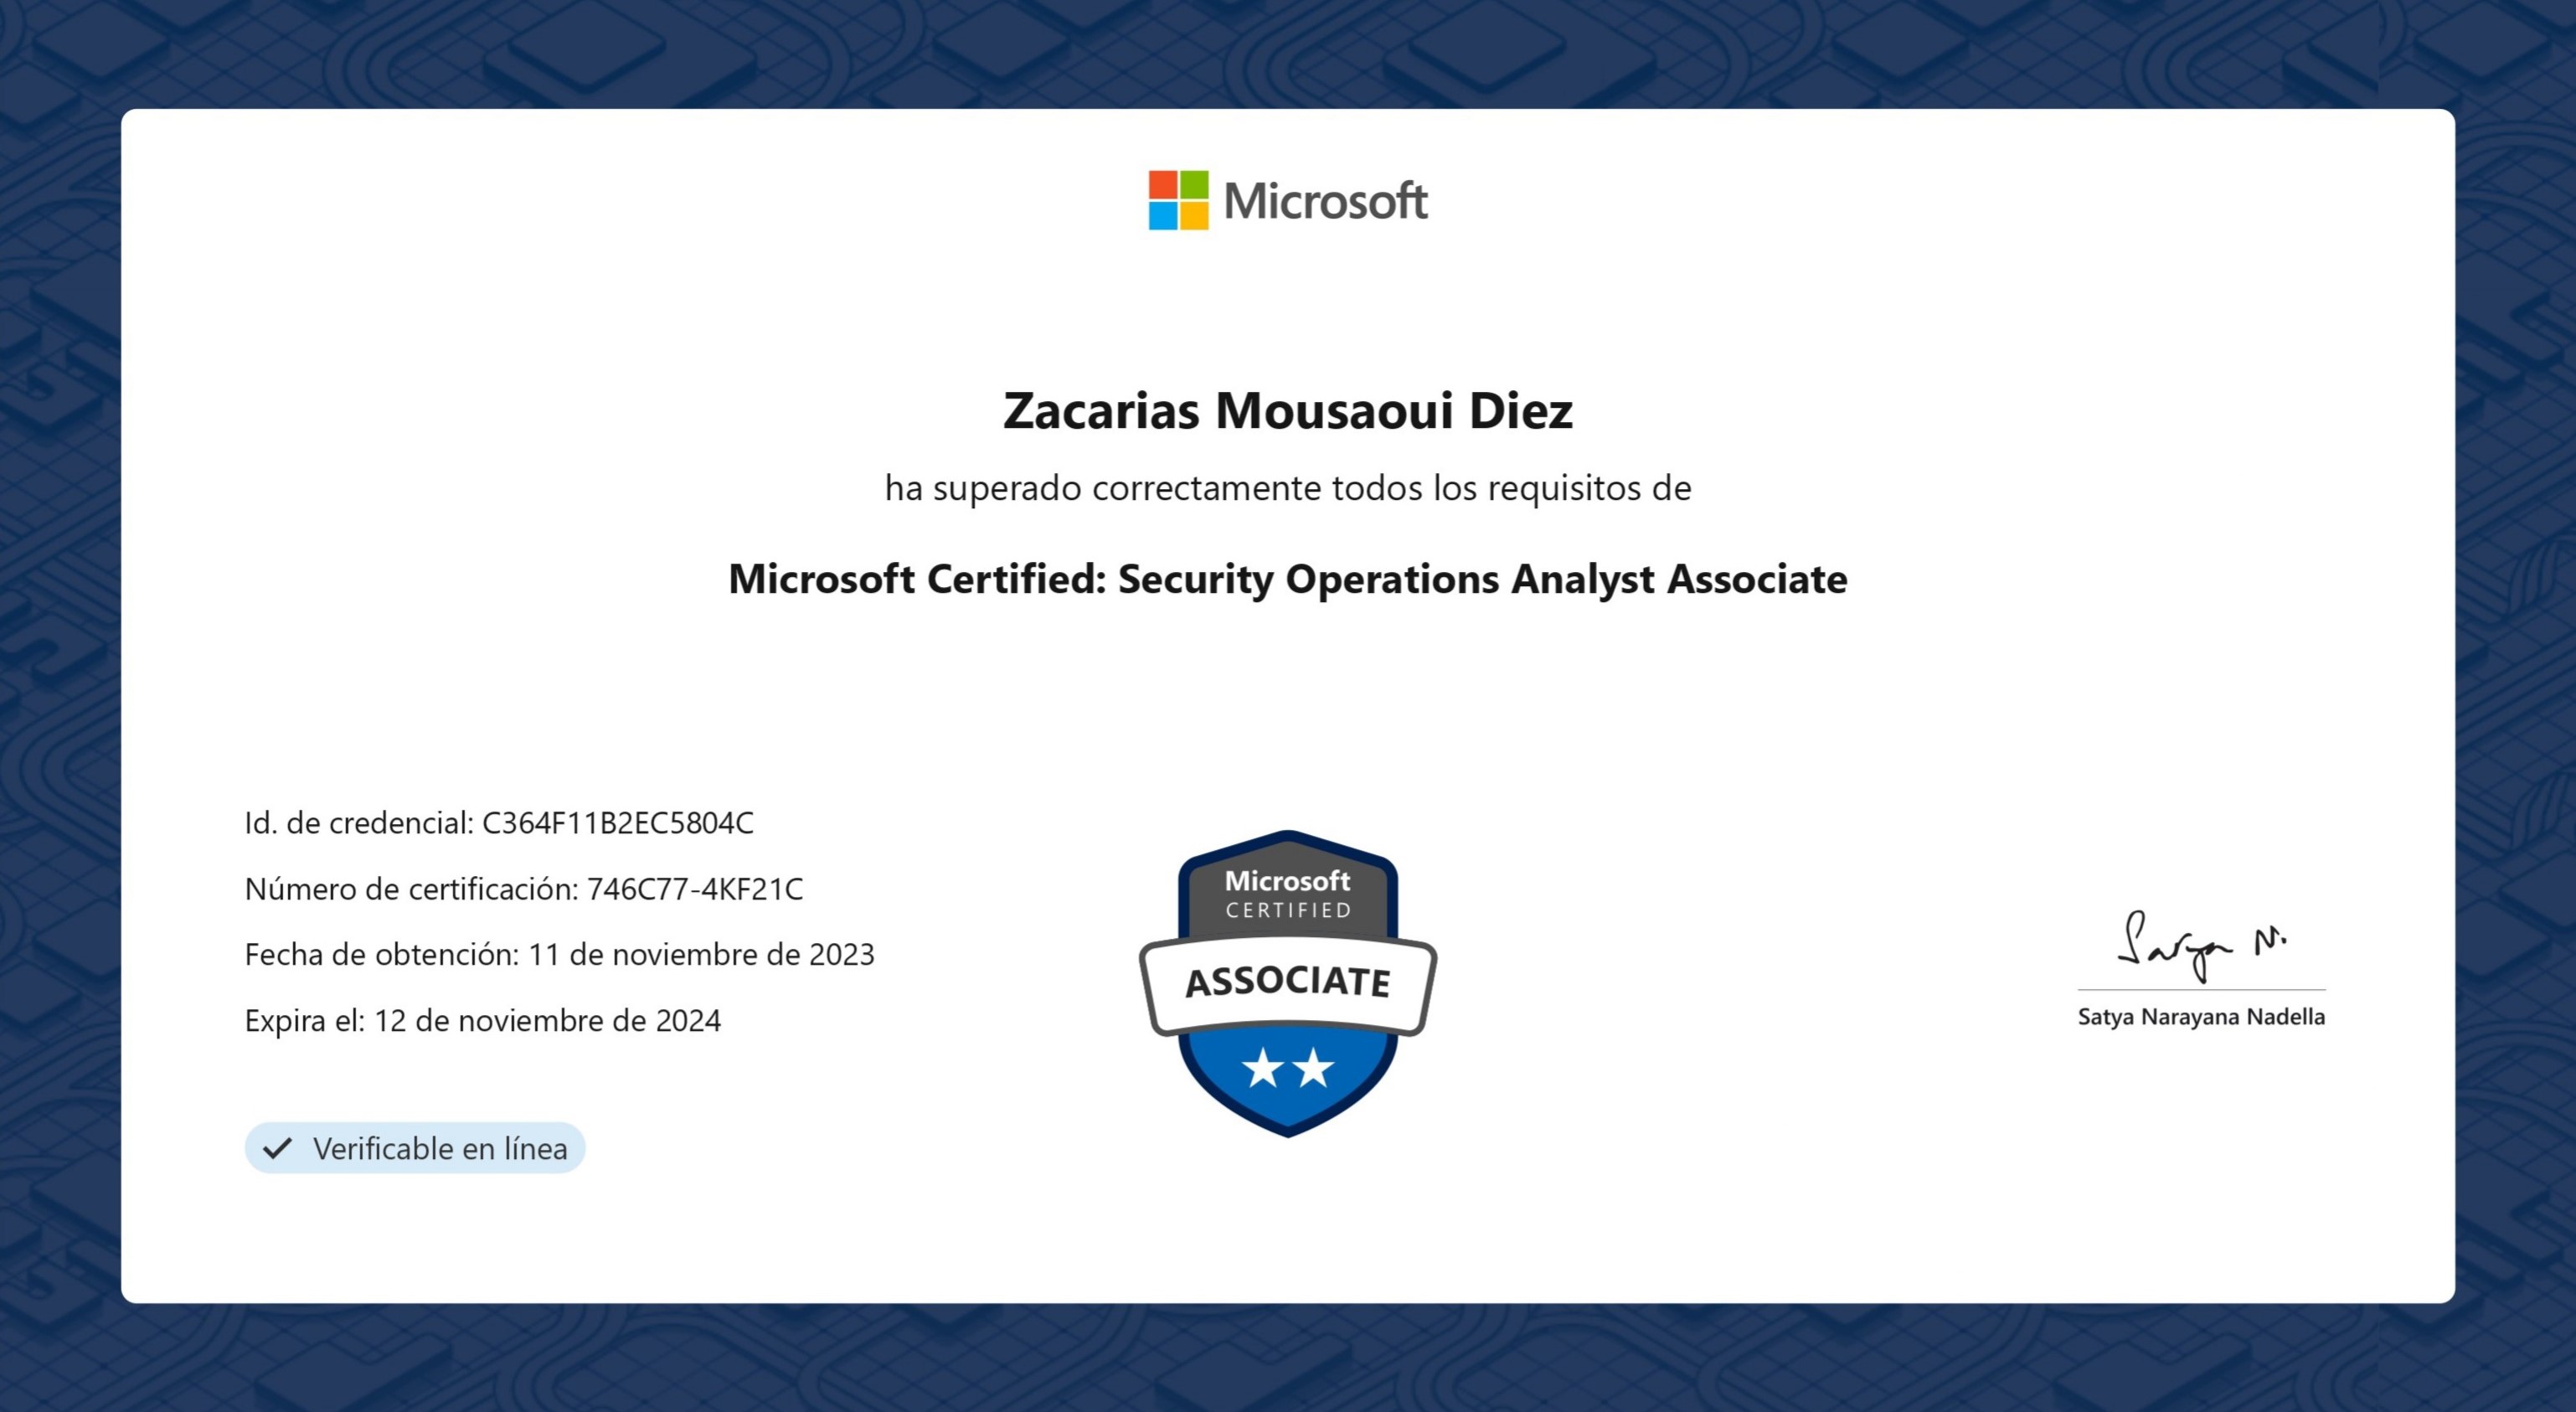 Microsoft
Zacarias Mousaoui Diez
ha superado correctamente todos los requisitos de
Microsoft Certified: Security Operations Analyst Associate
Id. de credencial: C364F11B2EC5804C
Número de certificación: 746C77-4KF21C
Fecha de obtención: 11 de noviembre de 2023
Expira el: 12 de noviembre de 2024
Verificable en línea
Microsoft
CERTIFIED
ASSOCIATE
Satya N.
Satya Narayana Nadella